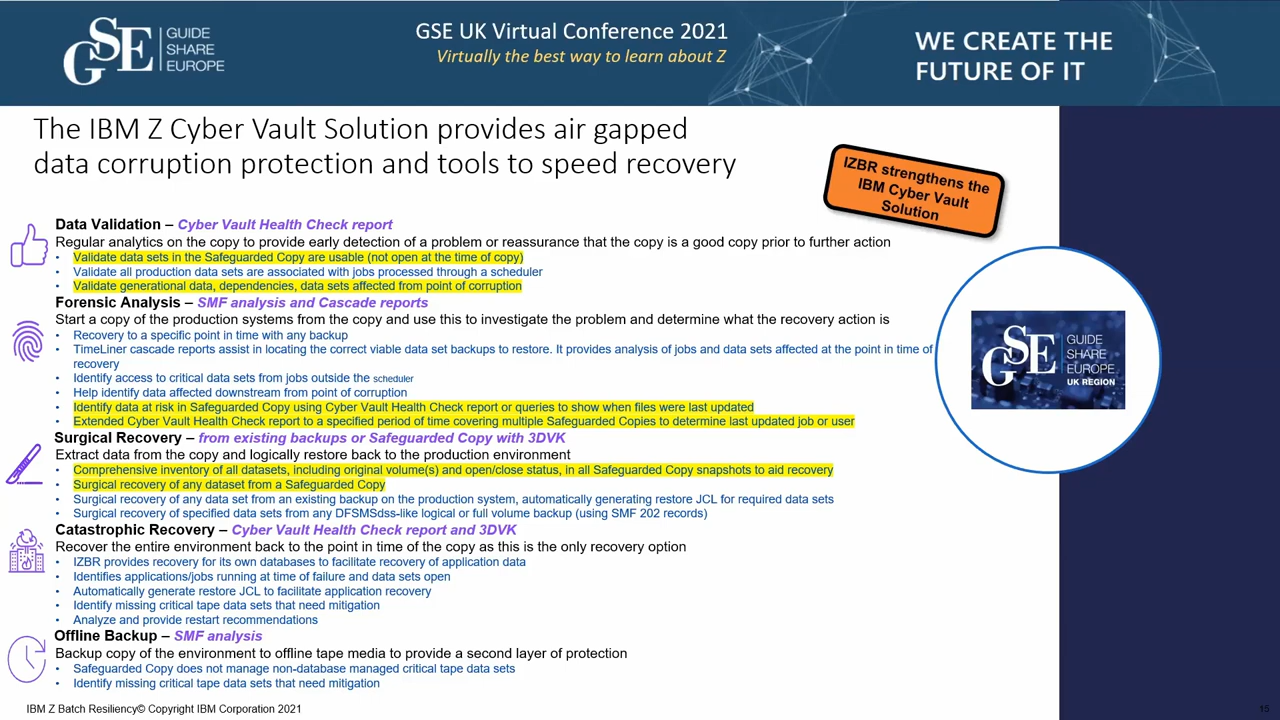 GSE
GUIDE
SHARE
EUROPE
GSE UK Virtual Conference 2021
Virtually the best way to learn about Z
WE CREATE THE
FUTURE OF IT
The IBM Z Cyber Vault Solution provides air gapped
data corruption protection and tools to speed recovery
IZBR strengthens the
IBM Cyber Vault
Solution
Data Validation – Cyber Vault Health Check report
Regular analytics on the copy to provide early detection of a problem or reassurance that the copy is a good copy prior to further action
• Validate data sets in the Safeguarded Copy are usable (not open at the time of copy)
• Validate all production data sets are associated with jobs processed through a scheduler
• Validate generational data, dependencies, data sets affected from point of corruption
Forensic Analysis – SMF analysis and Cascade reports
Start a copy of the production systems from the copy and use this to investigate the problem and determine what the recovery action is
• Recovery to a specific point in time with any backup
• TimeLiner cascade reports assist in locating the correct viable data set backups to restore. It provides analysis of jobs and data sets affected at the point in time of
recovery
• Identify access to critical data sets from jobs outside the scheduler
• Help identify data affected downstream from point of corruption
• Identify data at risk in Safeguarded Copy using Cyber Vault Health Check report or queries to show when files were last updated
• Extended Cyber Vault Health Check report to a specified period of time covering multiple Safeguarded Copies to determine last updated job or user
Surgical Recovery – from existing backups or Safeguarded Copy with 3DVK
Extract data from the copy and logically restore back to the production environment
• Comprehensive inventory of all datasets, including original volume(s) and open/close status, in all Safeguarded Copy snapshots to aid recovery
• Surgical recovery of any dataset from a Safeguarded Copy
• Surgical recovery of any data set from an existing backup on the production system, automatically generating restore JCL for required data sets
• Surgical recovery of specified data sets from any DFSMSdss-like logical or full volume backup (using SMF 202 records)
Catastrophic Recovery – Cyber Vault Health Check report and 3DVK
Recover the entire environment back to the point in time of the copy as this is the only recovery option
• IZBR provides recovery for its own databases to facilitate recovery of application data
• Identifies applications/jobs running at time of failure and data sets open
• Automatically generate restore JCL to facilitate application recovery
• Identify missing critical tape data sets that need mitigation
• Analyze and provide restart recommendations
Offline Backup – SMF analysis
Backup copy of the environment to offline tape media to provide a second layer of protection
• Safeguarded Copy does not manage non-database managed critical tape data sets
• Identify missing critical tape data sets that need mitigation
GSE
GUIDE
SHARE
EUROPE
UK REGION
IBM Z Batch Resiliency© Copyright IBM Corporation 2021
15